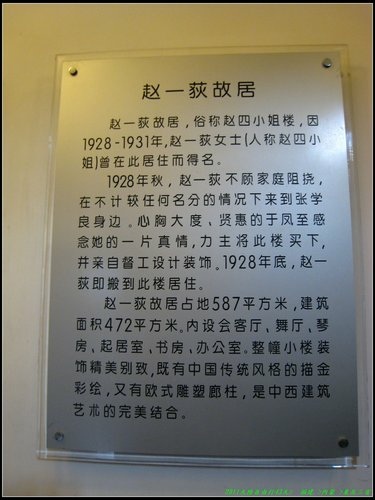 赵一荻故居
赵一荻故居，俗称赵四小姐楼，因
1928-1931年，赵一荻女士(人称赵四小
姐)曾在此居住而得名。
1928年秋，赵一荻不顾家庭阻挠，
在不计较任何名分的情况下来到张学
良身边。心胸大度、贤惠的于凤至感
念她的一片真情，力主将此楼买下，
并亲自督工设计装饰。1928年底，赵一
荻即搬到此楼居住。
赵一荻故居占地587平方米，建筑
面积472平方米。内设会客厅、舞厅、琴
房、起居室、书房、办公室。整幢小楼装
饰精美别致，既有中国传统风格的描金
彩绘，又有欧式雕塑廊柱，是中西建筑
艺术的完美结合。